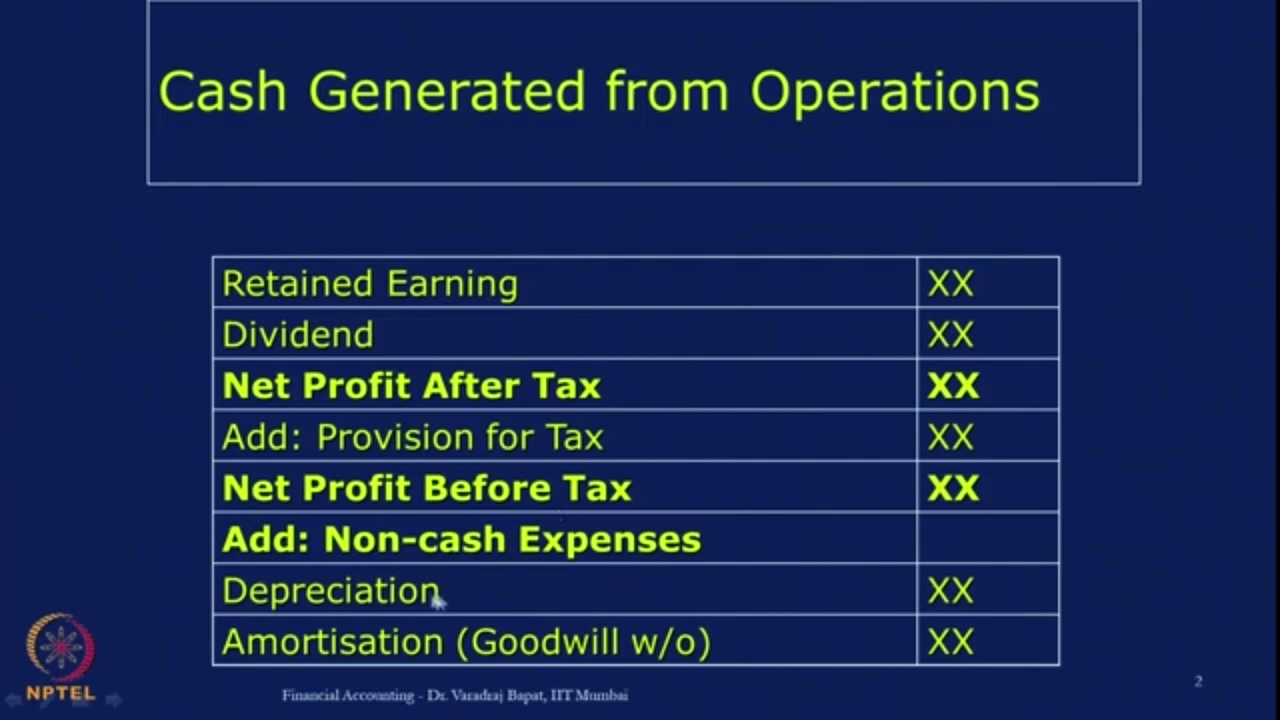 Cash Generated from Operations
Retained Earning XX
Dividend XX
Net Profit After Tax XX
Add: Provision for Tax XX
Net Profit Before Tax XX
Add: Non-cash Expenses
Depreciation XX
Amortisation (Goodwill w/o) XX
NPTEL
Financial Accounting - Dr. Varadraj Bapat, IIT Mumbai
2